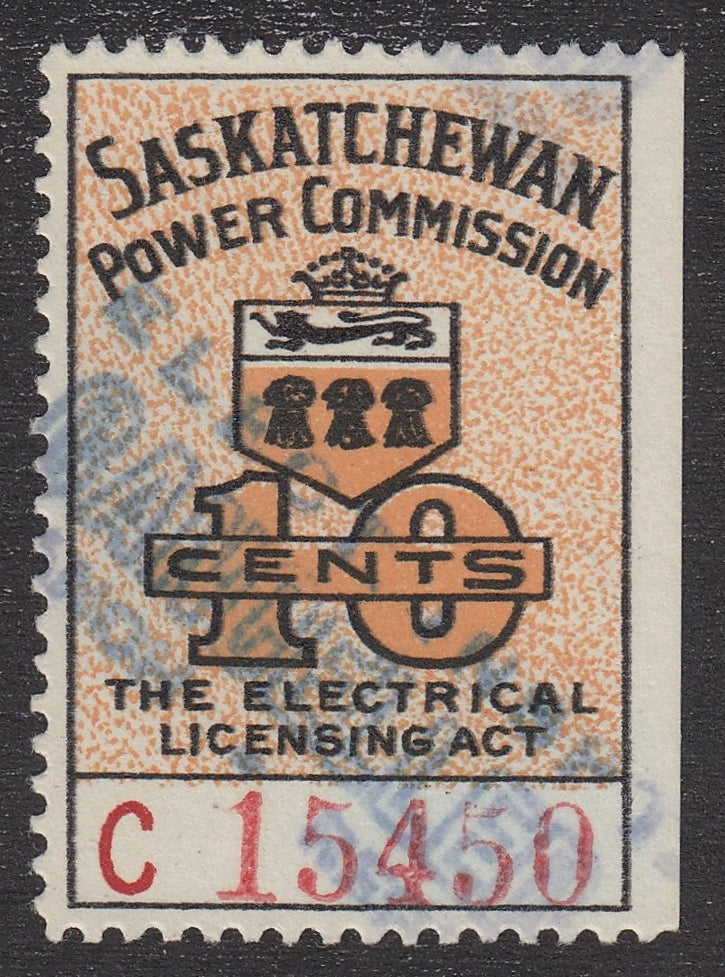 SASKATCHEWAN
POWER COMMISSION
10
CENTS
THE ELECTRICAL
LICENSING ACT
C 15450